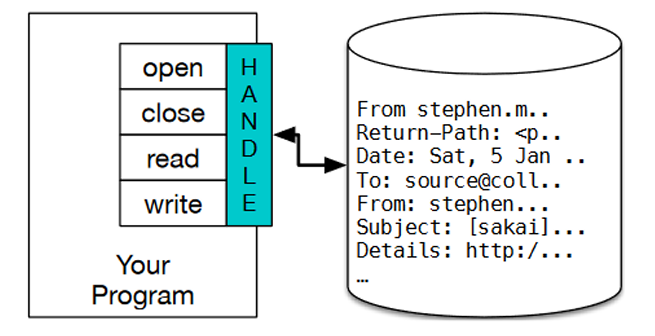 open
close
read
write
HANDLE
Your
Program
From stephen.m..
Return-Path: <p..
Date: Sat, 5 Jan ..
To: source@coll..
From: stephen...
Subject: [sakai]...
Details: http:/...
…